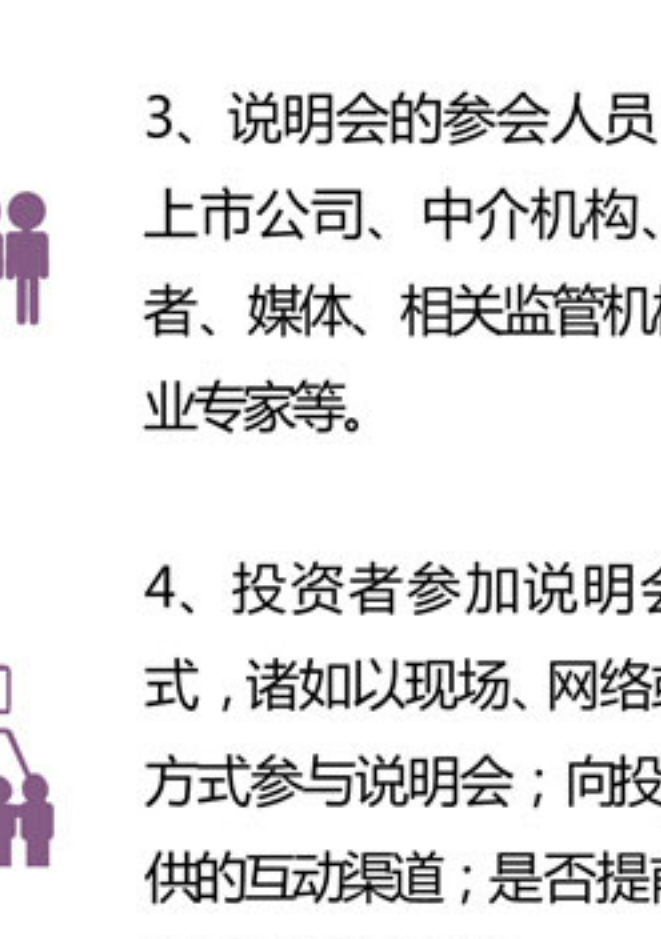 3、说明会的参会人员
上市公司、中介机构、
者、媒体、相关监管机
业专家等。
4、投资者参加说明会
式，诸如以现场、网络
方式参与说明会；向投
供的互动渠道；是否提